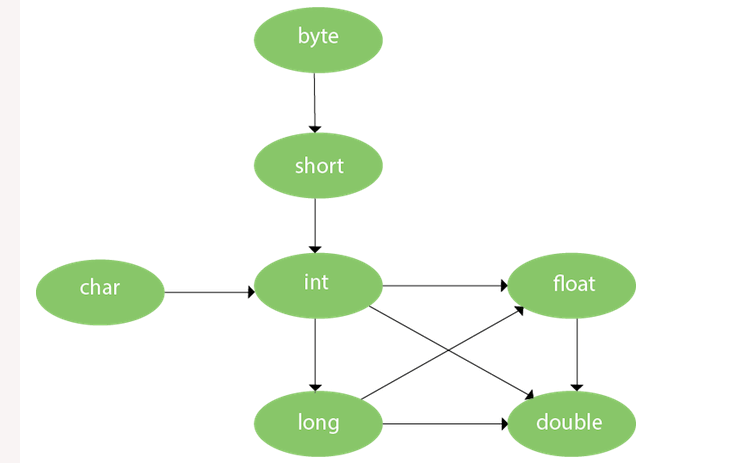 byte
short
char
int
float
long
double